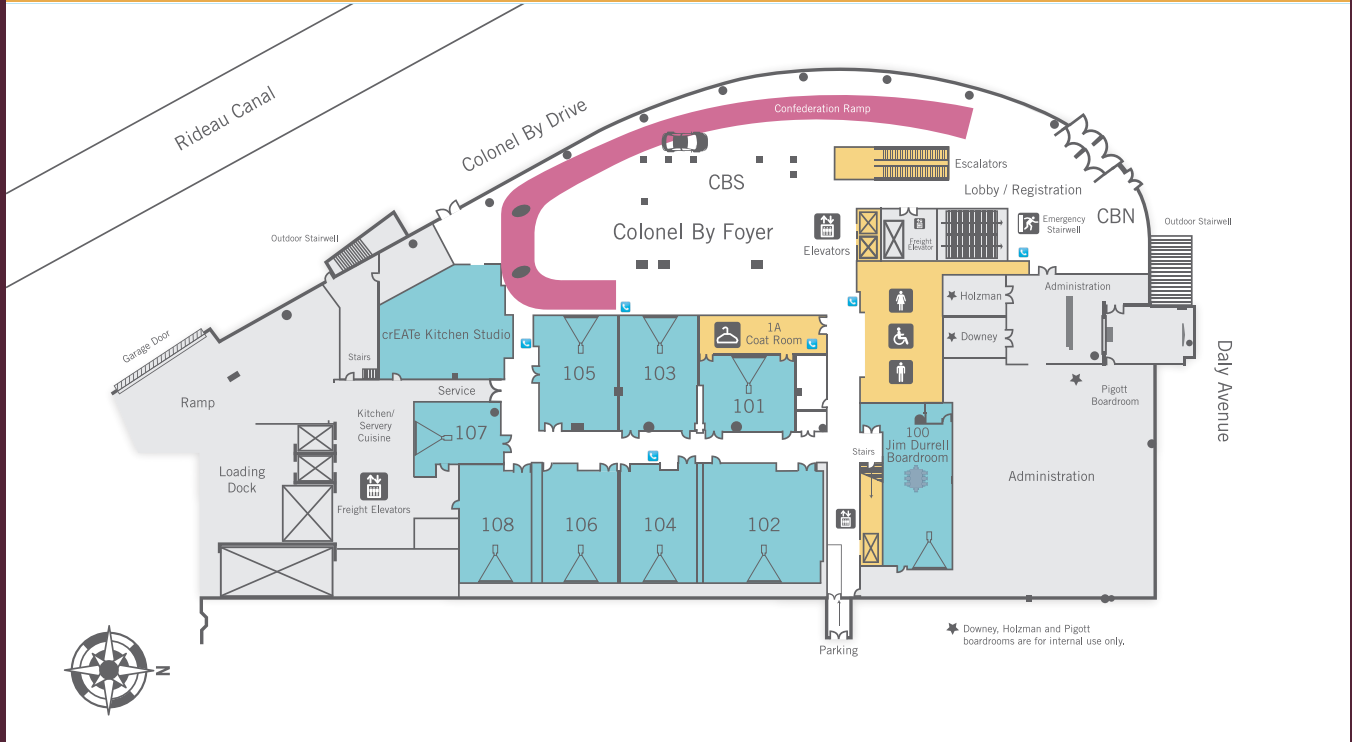 Rideau Canal
Colonel By Drive
Confederation Ramp
CBS
Escalators
Lobby / Registration
CBN
Colonel By Foyer
Elevators
Freight
Elevator
Emergency
Stairwell
Outdoor Stairwell
Outdoor Stairwell
Administration
Holzman
Downey
Garage Door
crEATe Kitchen Studio
1A
Coat Room
Stairs
105
103
101
Pigott
Boardroom
Daly Avenue
Ramp
Service
Kitchen/
Servery
Cuisine
107
100
Jim Durrell
Boardroom
Stairs
Loading
Dock
Freight Elevators
Administration
108
106
104
102
Parking
Downey, Holzman and Pigott
boardrooms are for internal use only.
N